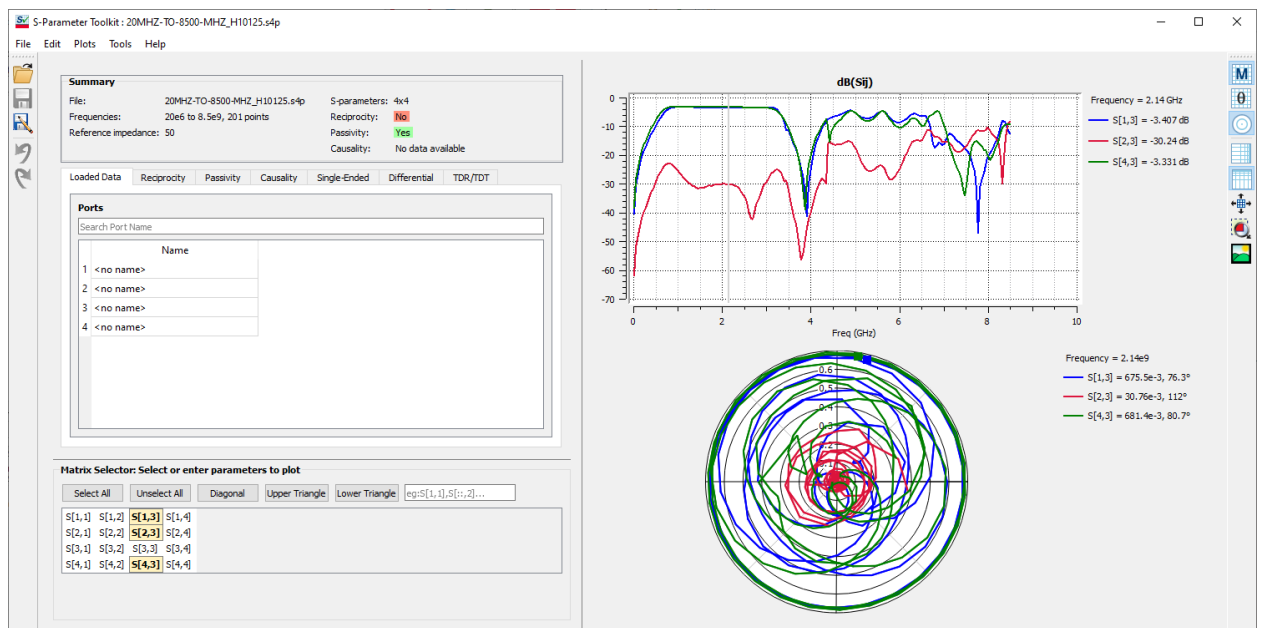 S-Parameter Toolkit : 20MHZ-TO-8500-MHZ_H10125.s4p
File Edit Plots Tools Help
Summary
File: 20MHZ-TO-8500-MHZ_H10125.s4p S-parameters: 4x4
Frequencies: 20e6 to 8.5e9, 201 points Reciprocity: No
Reference impedance: 50 Passivity: Yes
Causality: No data available
Loaded Data Reciprocity Passivity Causality Single-Ended Differential TDR/TDT
Ports
Search Port Name
Name
1 <no name>
2 <no name>
3 <no name>
4 <no name>
Matrix Selector: Select or enter parameters to plot
Select All Unselect All Diagonal Upper Triangle Lower Triangle eg:S[1,1],S[::,2]...
S[1,1] S[1,2] S[1,3] S[1,4]
S[2,1] S[2,2] S[2,3] S[2,4]
S[3,1] S[3,2] S[3,3] S[3,4]
S[4,1] S[4,2] S[4,3] S[4,4]
dB(Sij)
0
-10
-20
-30
-40
-50
-60
-70
0 2 4 6 8 10
Freq (GHz)
Frequency = 2.14 GHz
S[1,3] = -3.407 dB
S[2,3] = -30.24 dB
S[4,3] = -3.331 dB
0.6
0.5
0.4
0.3
Frequency = 2.14e9
S[1,3] = 675.5e-3, 76.3°
S[2,3] = 30.76e-3, 112°
S[4,3] = 681.4e-3, 80.7°
M
θ